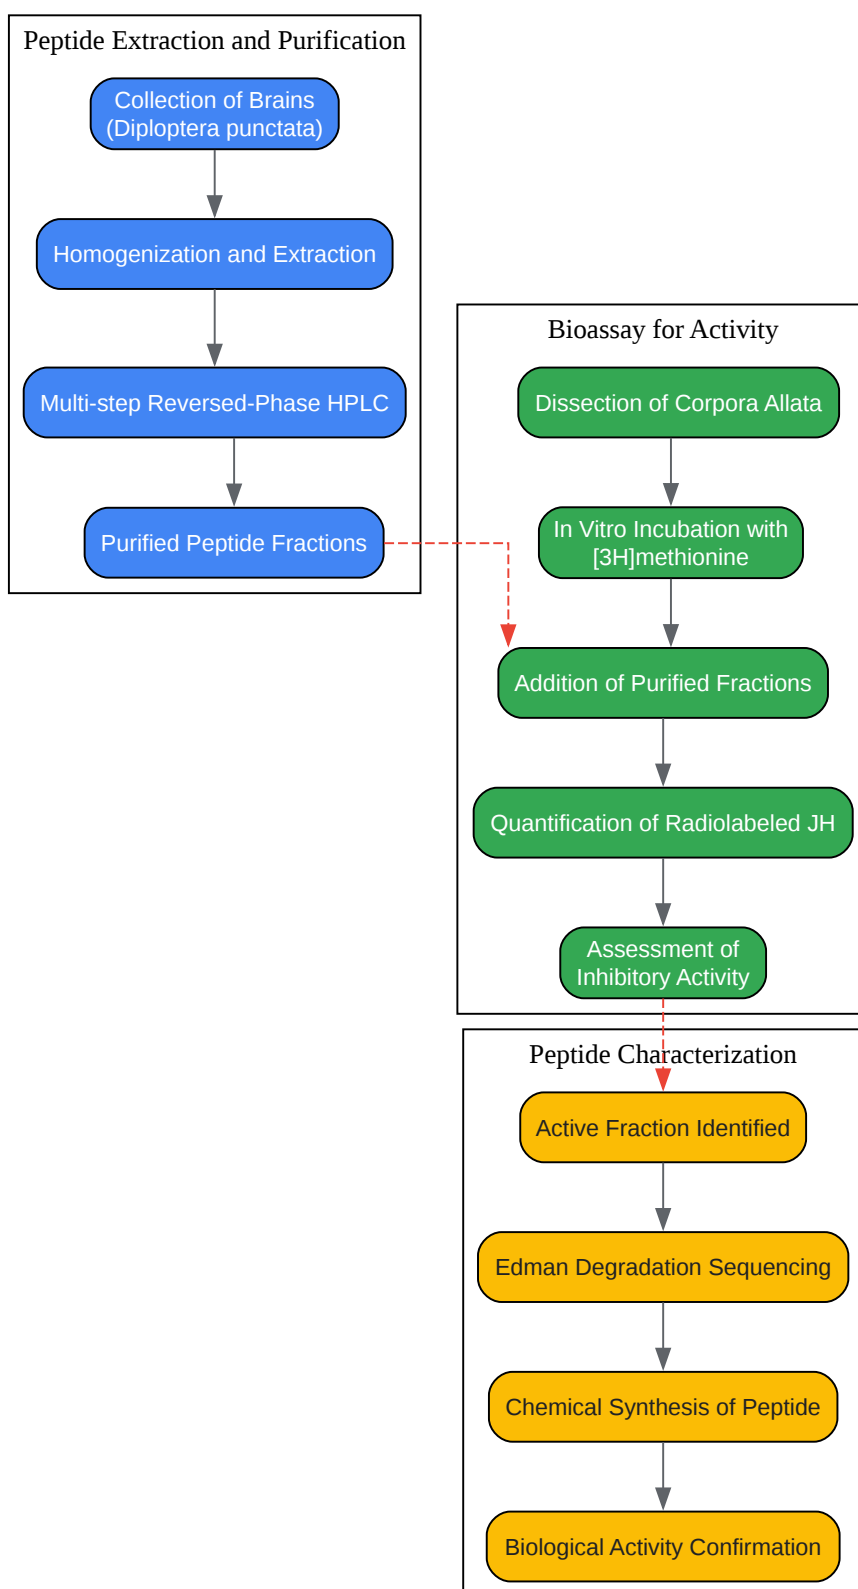 Peptide Extraction and Purification
Collection of Brains
(Diploptera punctata)
Homogenization and Extraction
Multi-step Reversed-Phase HPLC
Purified Peptide Fractions
Bioassay for Activity
Dissection of Corpora Allata
In Vitro Incubation with
[3H]methionine
Addition of Purified Fractions
Quantification of Radiolabeled JH
Assessment of
Inhibitory Activity
Peptide Characterization
Active Fraction Identified
Edman Degradation Sequencing
Chemical Synthesis of Peptide
Biological Activity Confirmation